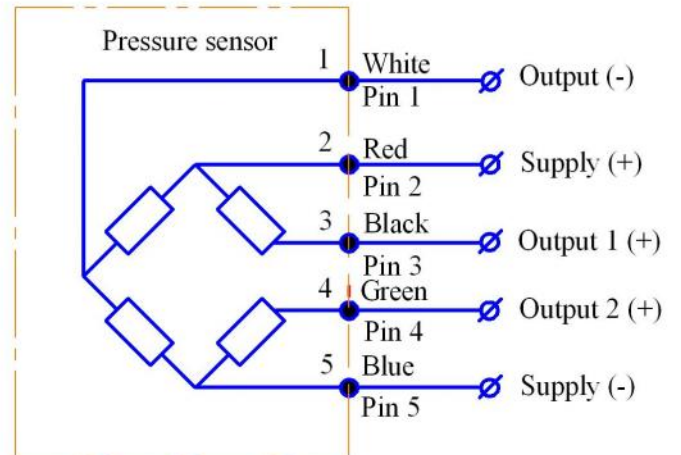 Pressure sensor
1 White Output (-)
Pin 1
2 Red Supply (+)
Pin 2
3 Black Output 1 (+)
Pin 3
4 Green Output 2 (+)
Pin 4
5 Blue Supply (-)
Pin 5